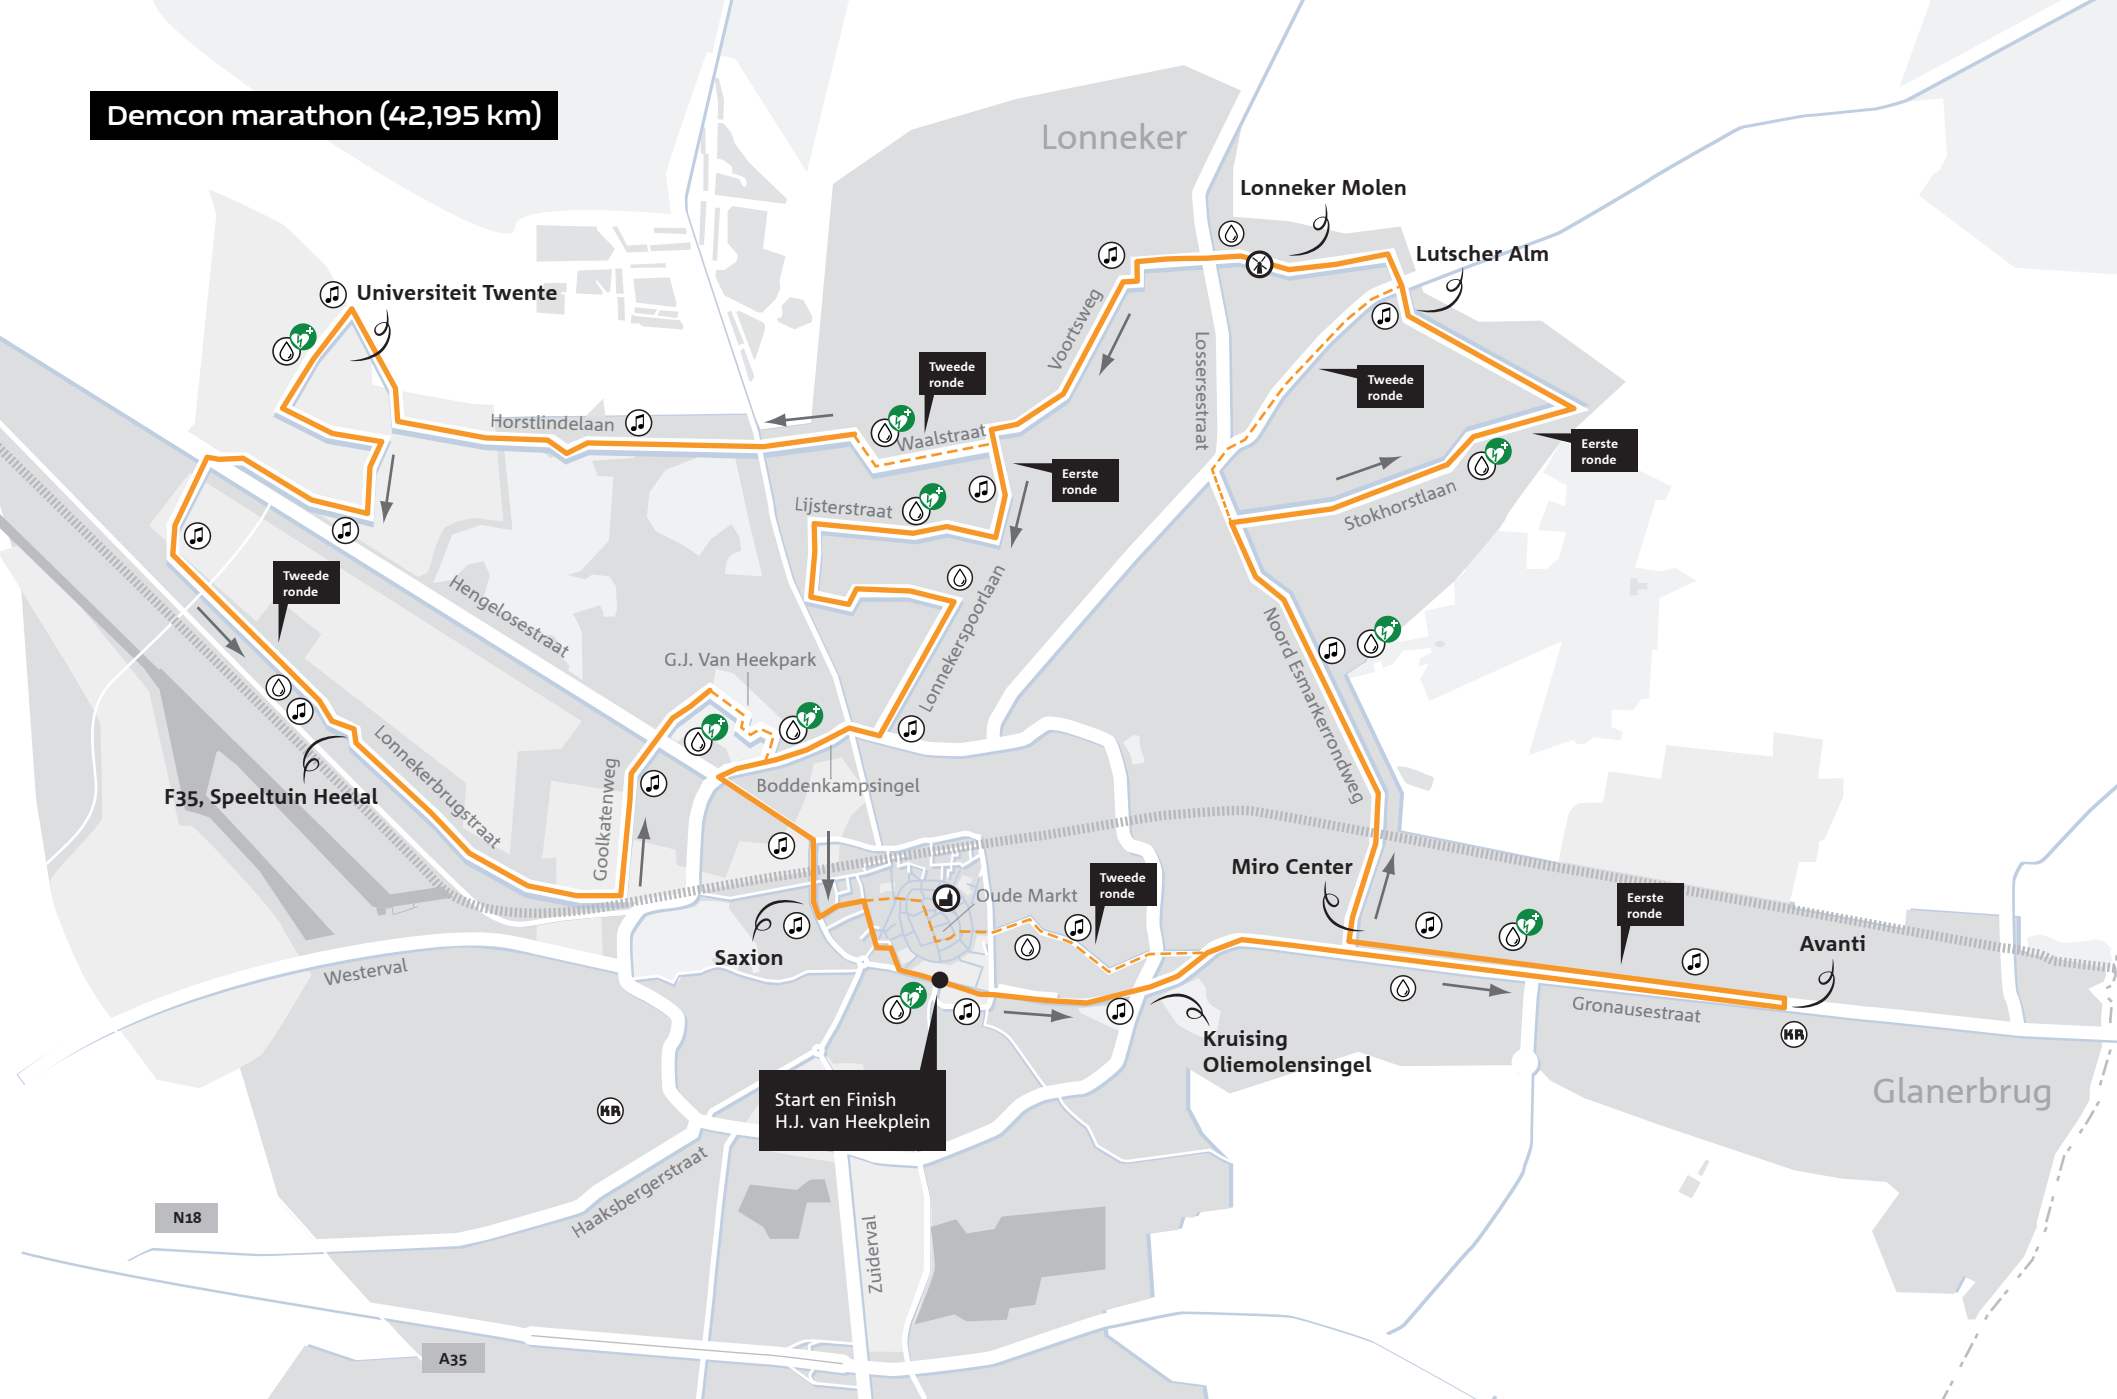 Demcon marathon (42,195 km)
Lonneker
Lonneker Molen
Lutscher Alm
Universiteit Twente
Voortsweg
Lossersestraat
Tweede
ronde
Tweede
ronde
Horstlindelaan
Waalstraat
Eerste
ronde
Eerste
ronde
Lijsterstraat
Stokhorstlaan
Tweede
ronde
Hengelosestraat
Lonnekerspoorlaan
Noord Esmarkerrondweg
G.J. Van Heekpark
Lonnekerbrugstraat
F35, Speeltuin Heelal
Goolkatenweg
Boddenkampsingel
Miro Center
Tweede
ronde
Oude Markt
Eerste
ronde
Avanti
Saxion
Westerval
Gronausestraat
KR
Kruising
Oliemolensingel
Glanerbrug
Start en Finish
H.J. van Heekplein
KR
Haaksbergerstraat
N18
Zuiderval
A35